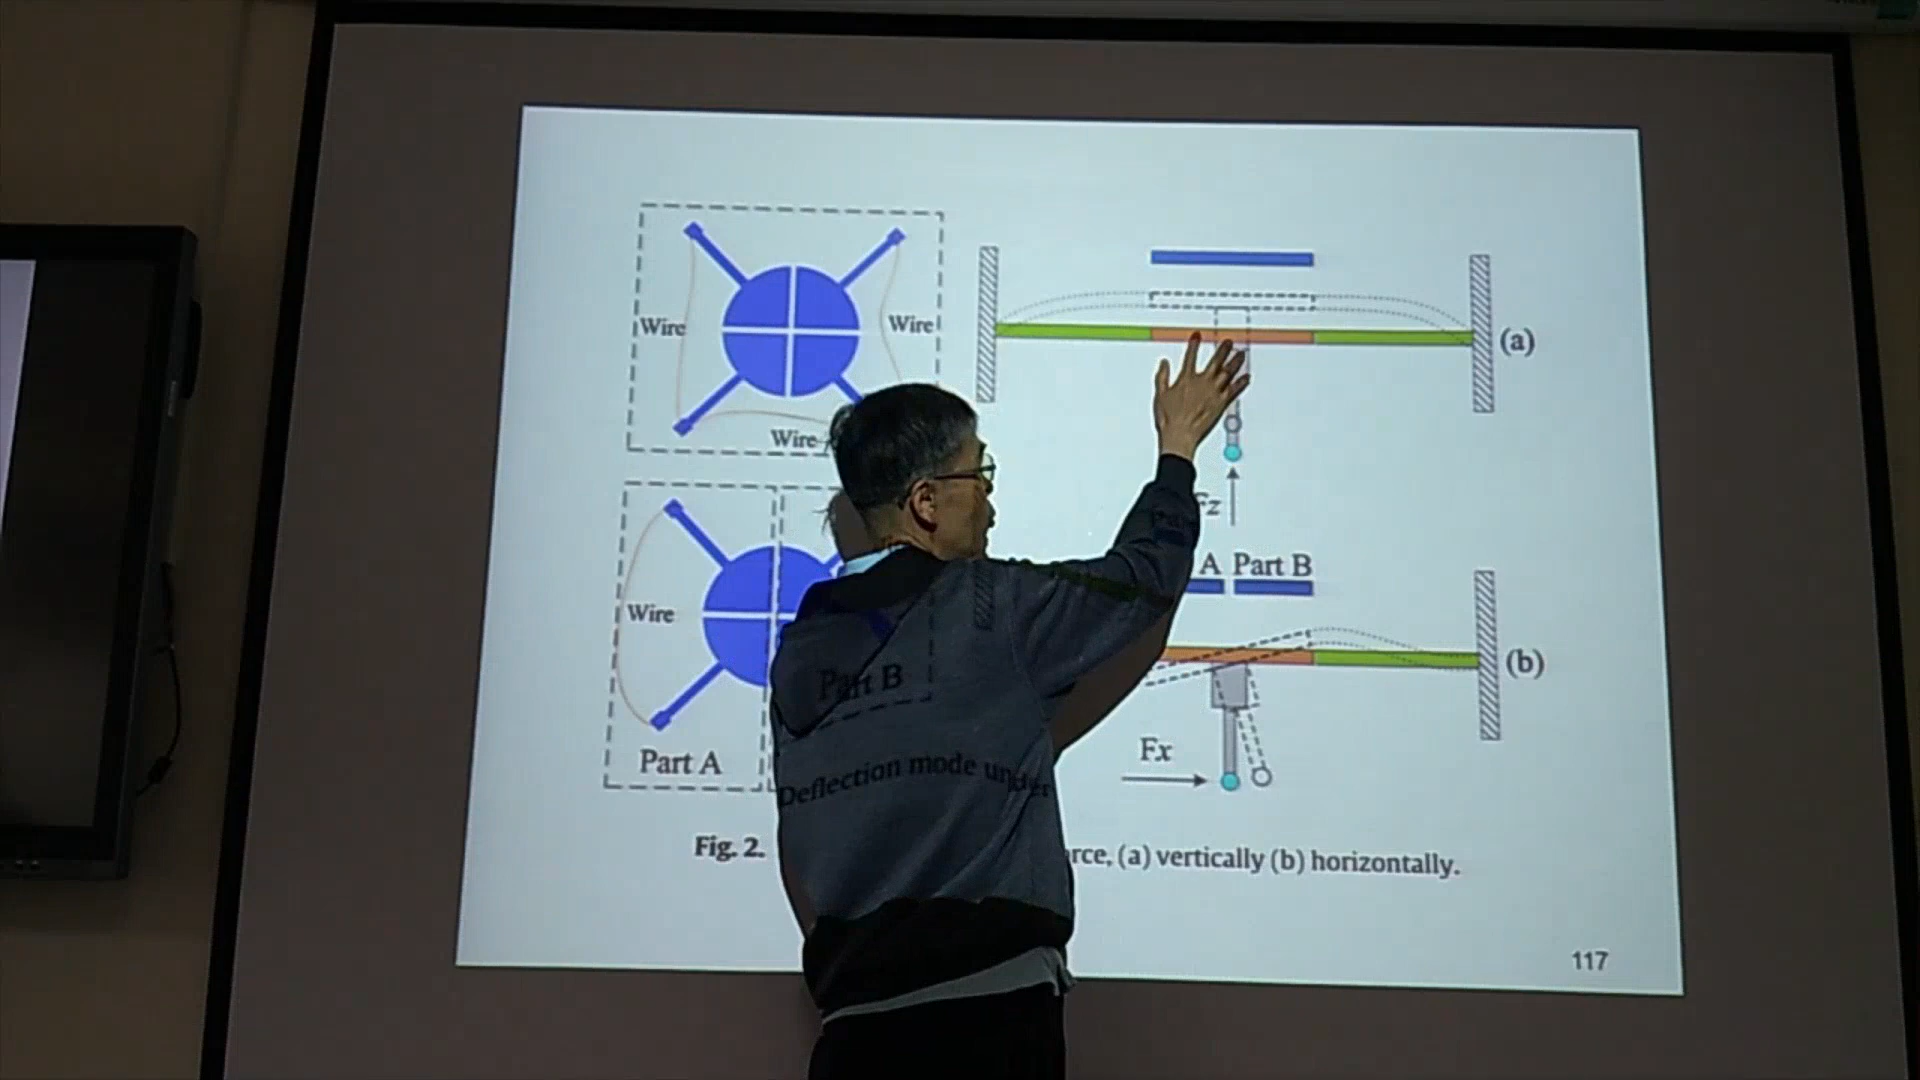 Wire
Wire
Wire
(a)
Fz
A Part B
Wire
Part B
(b)
Part A
Fx
Deflection mode under
Fig. 2.
rce, (a) vertically (b) horizontally.
117